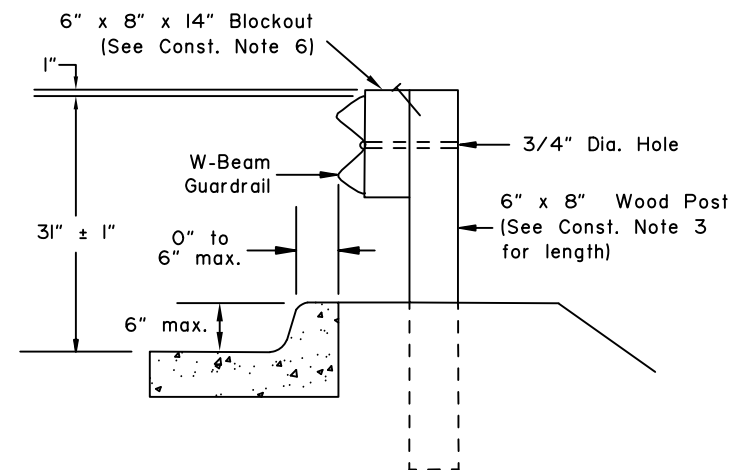 6" x 8" x 14" Blockout
(See Const. Note 6)
1"
3/4" Dia. Hole
W-Beam
Guardrail
6" x 8" Wood Post
(See Const. Note 3
for length)
31" ± 1"
0" to
6" max.
6" max.